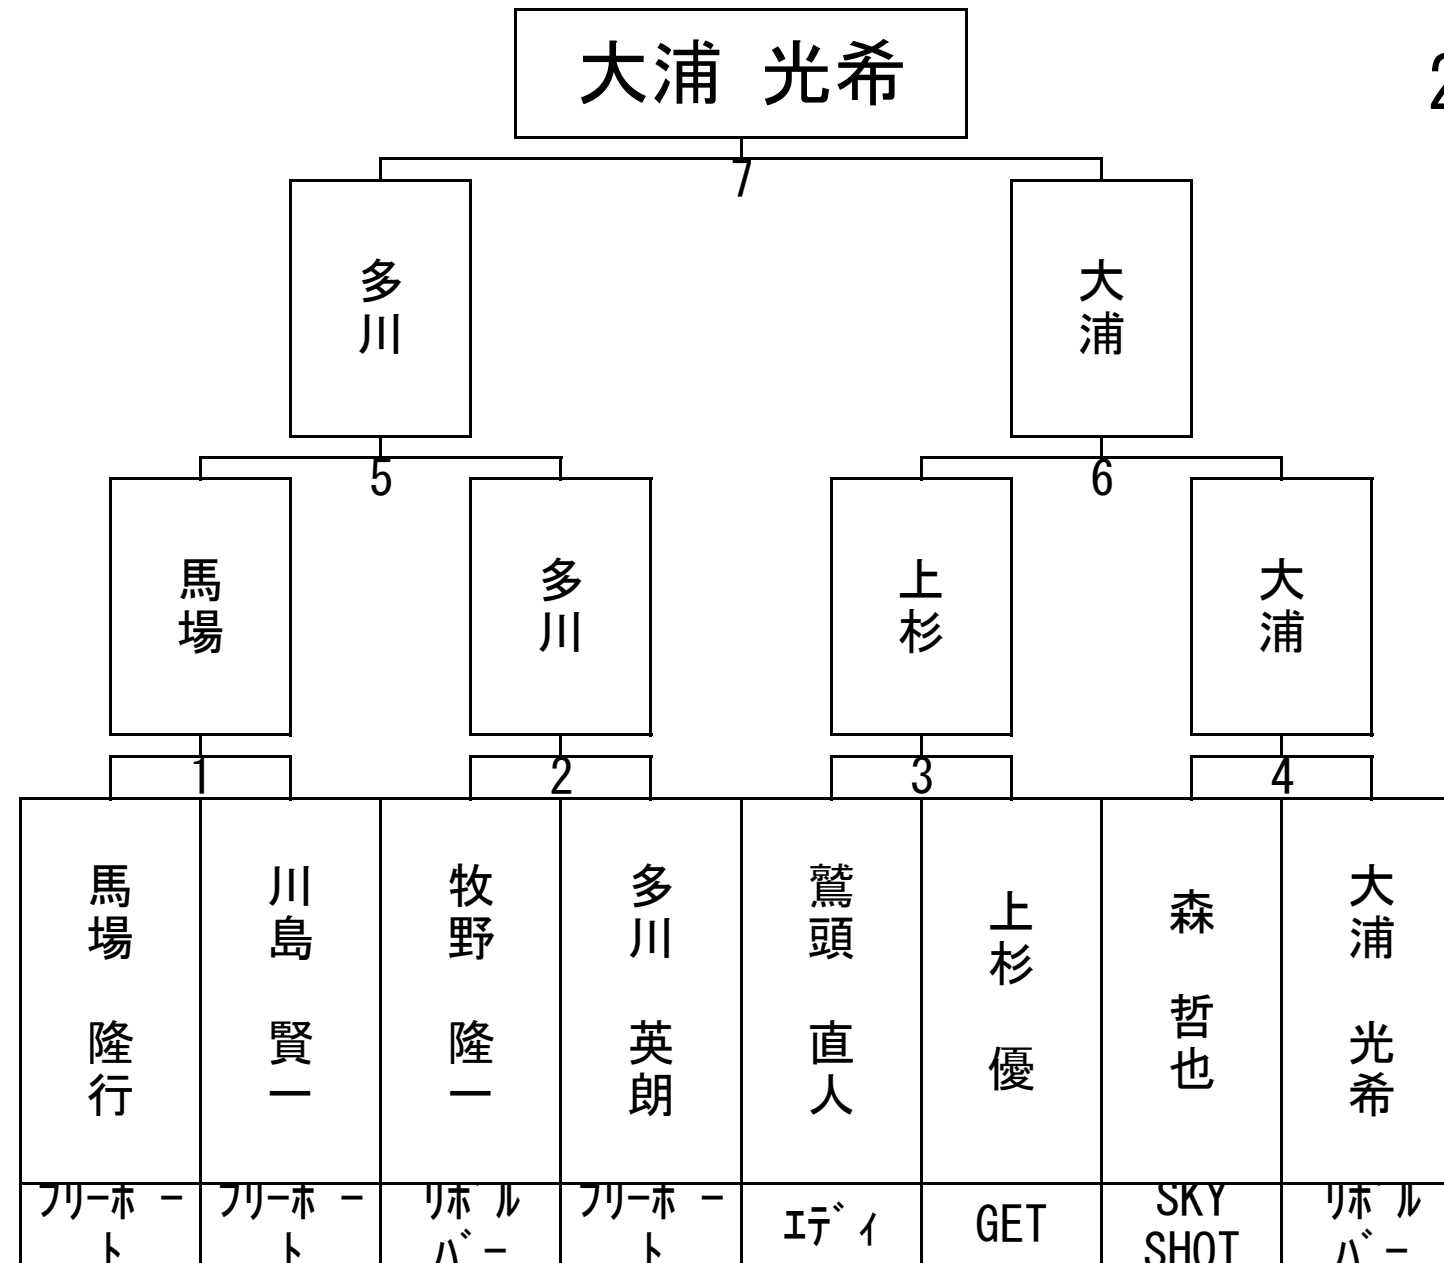 大浦 光希
2
7
多川
大浦
5
6
馬場
多川
上杉
大浦
1
2
3
4
馬場 隆行
川島 賢一
牧野 隆一
多川 英朗
鷲頭 直人
上杉 優
森 哲也
大浦 光希
ﾌﾘｰﾎﾟｰ
ﾄ
ﾌﾘｰﾎﾟｰ
ﾄ
ﾘﾎﾞﾙ
ﾊﾞｰ
ﾌﾘｰﾎﾟｰ
ﾄ
ｴﾃﾞｨ
GET
SKY
SHOT
ﾘﾎﾞﾙ
ﾊﾞｰ